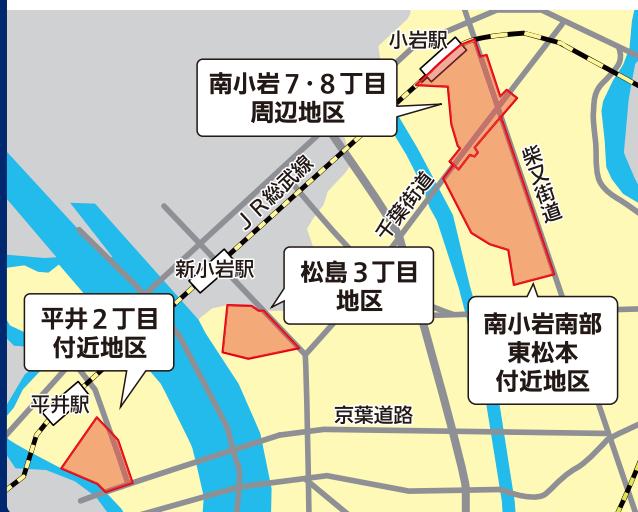 小岩駅
南小岩7・8丁目
周辺地区
柴又街道
千葉街道
JR総武線
新小岩駅
松島3丁目
地区
南小岩南部
東松本
付近地区
平井2丁目
付近地区
平井駅
京葉道路